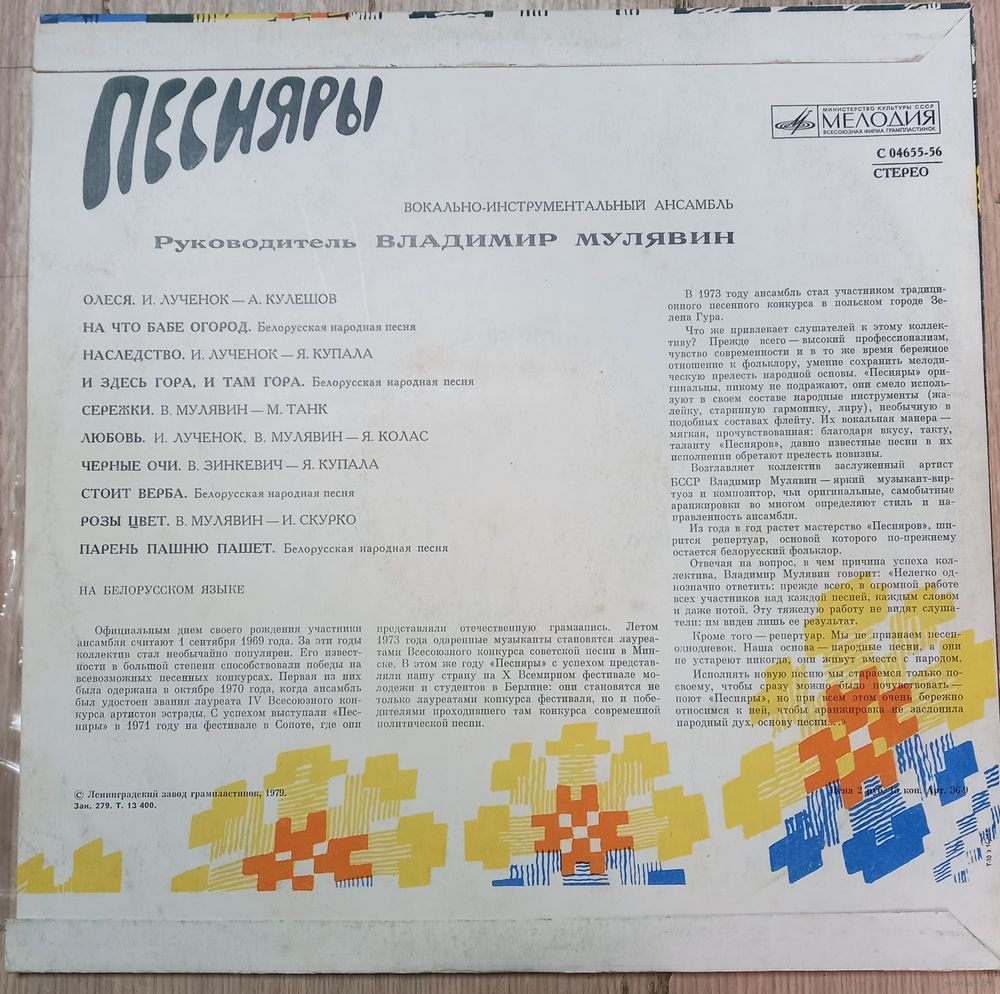 ПЕСНЯРЫ
МИНИСТЕРСТВО КУЛЬТУРЫ СССР
МЕЛОДИЯ
ВСЕСОЮЗНАЯ ФИРМА ГРАМПЛАСТИНОК
С 04655-56
СТЕРЕО
ВОКАЛЬНО-ИНСТРУМЕНТАЛЬНЫЙ АНСАМБЛЬ
Руководитель ВЛАДИМИР МУЛЯВИН
ОЛЕСЯ. И. ЛУЧЕНОК — А. КУЛЕШОВ
НА ЧТО БАБЕ ОГОРОД. Белорусская народная песня
НАСЛЕДСТВО. И. ЛУЧЕНОК — Я. КУПАЛА
И ЗДЕСЬ ГОРА, И ТАМ ГОРА. Белорусская народная песня
СЕРЕЖКИ. В. МУЛЯВИН — М. ТАНК
ЛЮБОВЬ. И. ЛУЧЕНОК, В. МУЛЯВИН — Я. КОЛАС
ЧЕРНЫЕ ОЧИ. В. ЗИНКЕВИЧ — Я. КУПАЛА
СТОИТ ВЕРБА. Белорусская народная песня
РОЗЫ ЦВЕТ. В. МУЛЯВИН — И. СКУРКО
ПАРЕНЬ ПАШНЮ ПАШЕТ. Белорусская народная песня
НА БЕЛОРУССКОМ ЯЗЫКЕ
Официальным днем своего рождения участники
ансамбля считают 1 сентября 1969 года. За эти годы
коллектив стал необычайно популярен. Его извест-
ности в большой степени способствовали победы на
всевозможных песенных конкурсах. Первая из них
была одержана в октябре 1970 года, когда ансамбль
был удостоен звания лауреата IV Всесоюзного кон-
курса артистов эстрады. С успехом выступали «Пес-
няры» в 1971 году на фестивале в Сопоте, где они
представляли отечественную грамзапись. Летом
1973 года одаренные музыканты становятся лауреа-
тами Всесоюзного конкурса советской песни в Мин-
ске. В этом же году «Песняры» с успехом представ-
ляли нашу страну на X Всемирном фестивале мо-
лодежи и студентов в Берлине: они становятся не
только лауреатами конкурса фестиваля, но и побе-
дителями проходившего там конкурса современной
политической песни.
В 1973 году ансамбль стал участником традици-
онного песенного конкурса в польском городе Зе-
лена Гура.
Что же привлекает слушателей к этому коллек-
тиву? Прежде всего — высокий профессионализм,
чувство современности и в то же время бережное
отношение к фольклору, умение сохранить мелоди-
ческую прелесть народной основы. «Песняры» ори-
гинальны, никому не подражают, они смело исполь-
зуют в своем составе народные инструменты (жа-
лейку, старинную гармонику, лиру), необычную в
подобных составах флейту. Их вокальная манера —
мягкая, прочувствованная: благодаря вкусу, такту,
таланту «Песняров», давно известные песни в их
исполнении обретают прелесть новизны.
Возглавляет коллектив заслуженный артист
БССР Владимир Мулявин — яркий музыкант-вир-
туоз и композитор, чьи оригинальные, самобытные
аранжировки во многом определяют стиль и на-
правленность ансамбля.
Из года в год растет мастерство «Песняров», ши-
рится репертуар, основой которого по-прежнему
остается белорусский фольклор.
Отвечая на вопрос, в чем причина успеха кол-
лектива, Владимир Мулявин говорит: «Нелегко од-
нозначно ответить: прежде всего, в огромной работе
всех участников над каждой песней, каждым словом
и даже нотой. Эту тяжелую работу не видят слуша-
тели: им виден лишь ее результат.
Кроме того — репертуар. Мы не признаем песен-
однодневок. Наша основа — народные песни, а они
не устареют никогда, они живут вместе с народом.
Исполнять новую песню мы стараемся только по-
своему, чтобы сразу можно было почувствовать —
поют «Песняры», но при всем этом очень бережно
относимся к ней, чтобы аранжировка не заслонила
народный дух, основу песни...»
© Ленинградский завод грампластинок, 1979.
Зак. 279. Т. 13 400.
Цена 2 руб. 15 коп. Арт. 36-9